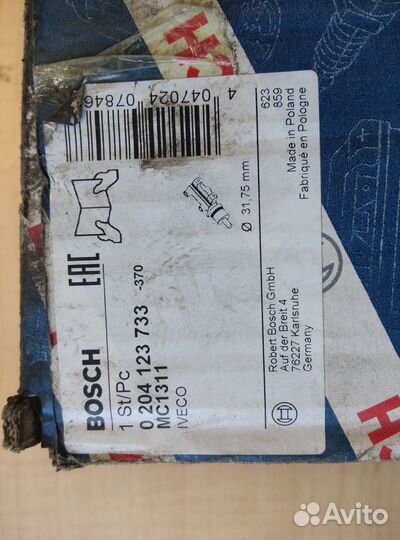 4 047024 07846
623
859
Made in Poland
Fabriqué en Pologne
Ø 31,75 mm
EAC
BOSCH
1 St/Pc
0 204 123 733 -370
MC1311
IVECO
Robert Bosch GmbH
Auf der Breit 4
76227 Karlsruhe
Germany
Avito